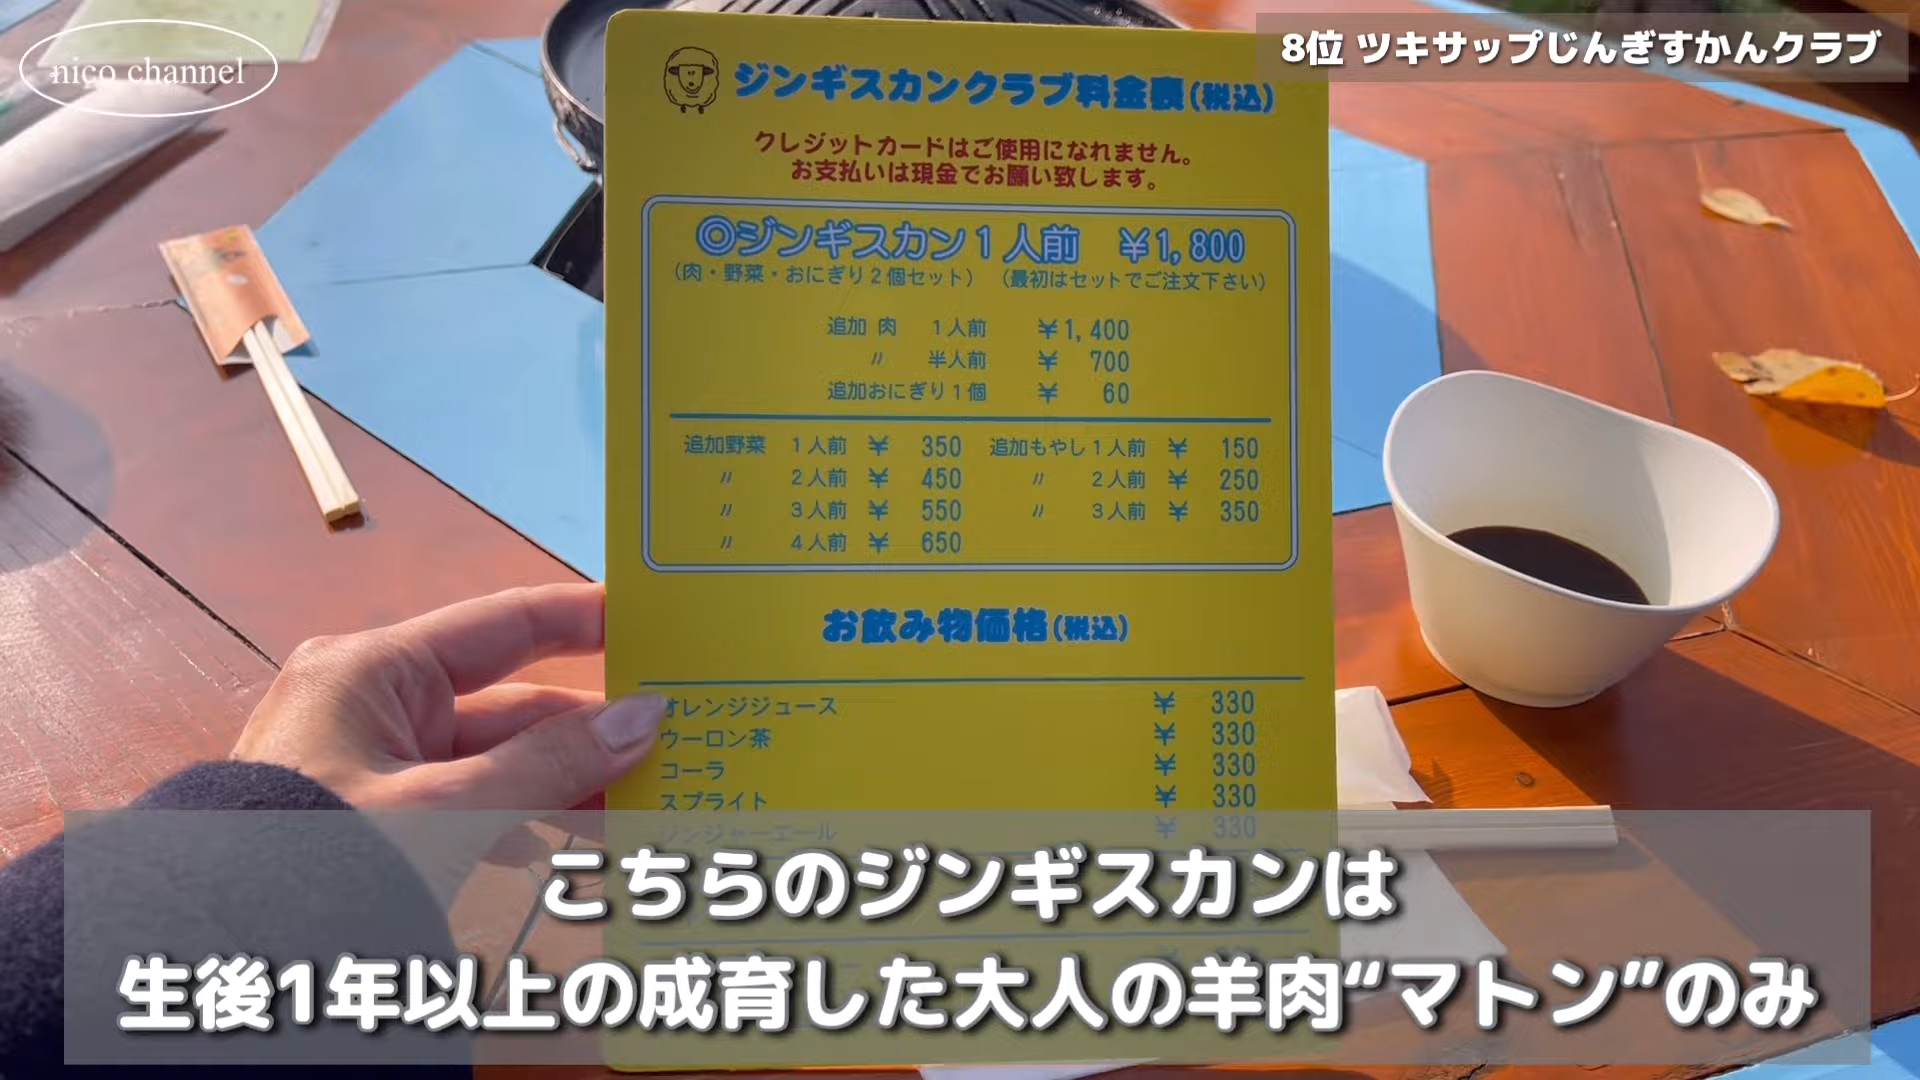 nico channel
8位 ツキサップじんぎすかんクラブ
ジンギスカンクラブ料金表(税込)
クレジットカードはご使用になれません。
お支払いは現金でお願い致します。
◎ジンギスカン1人前 ¥1,800
(肉・野菜・おにぎり2個セット) (最初はセットでご注文下さい)
追加 肉 1人前 ¥1,400
〃 半人前 ¥ 700
追加おにぎり1個 ¥ 60
追加野菜 1人前 ¥ 350 追加もやし1人前 ¥ 150
〃 2人前 ¥ 450 〃 2人前 ¥ 250
〃 3人前 ¥ 550 〃 3人前 ¥ 350
〃 4人前 ¥ 650
お飲み物価格(税込)
オレンジジュース ¥ 330
ウーロン茶 ¥ 330
コーラ ¥ 330
スプライト ¥ 330
ジンジャーエール ¥ 330
こちらのジンギスカンは
生後1年以上の成育した大人の羊肉“マトン”のみ